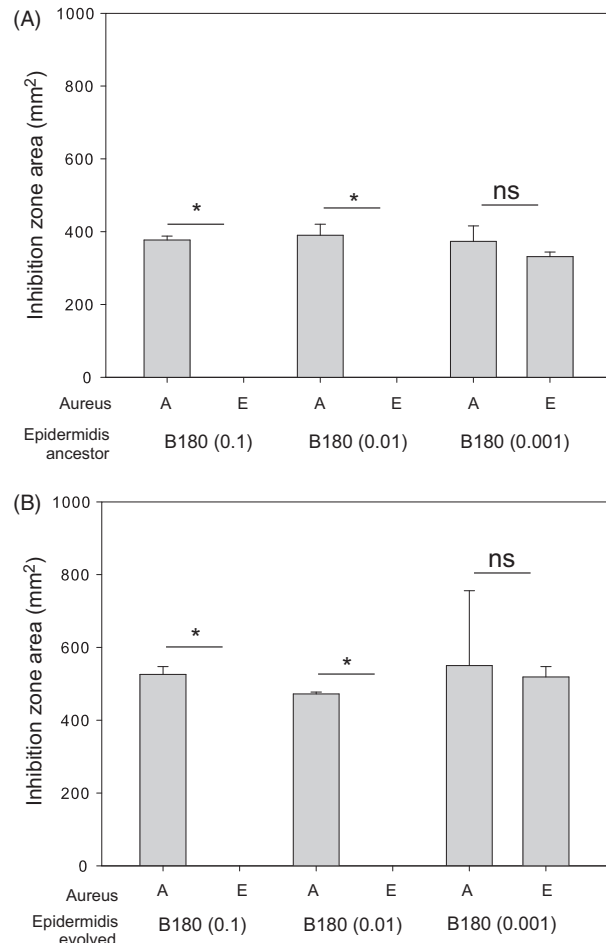 (A)
1000
800
600
400
200
0
Inhibition zone area (mm²)
*
*
ns
Aureus A E A E A E
Epidermidis
ancestor
B180 (0.1) B180 (0.01) B180 (0.001)
(B)
1000
800
600
400
200
0
Inhibition zone area (mm²)
*
*
ns
Aureus A E A E A E
Epidermidis
evolved
B180 (0.1) B180 (0.01) B180 (0.001)